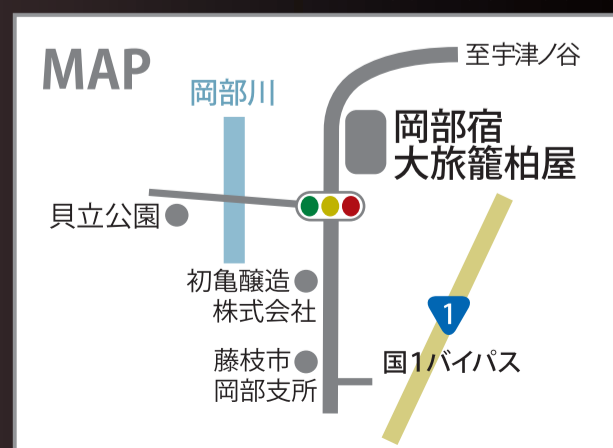 MAP
至宇津ノ谷
岡部川
岡部宿
大旅籠柏屋
貝立公園
初亀醸造
株式会社
1
藤枝市
岡部支所
国1バイパス